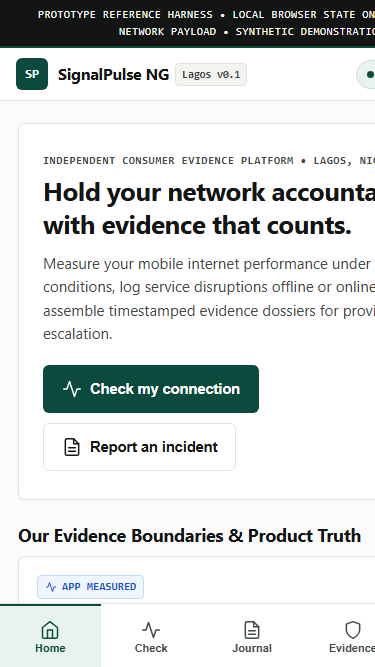 PROTOTYPE REFERENCE HARNESS • LOCAL BROWSER STATE ON
NETWORK PAYLOAD • SYNTHETIC DEMONSTRATIO
SP SignalPulse NG Lagos v0.1
INDEPENDENT CONSUMER EVIDENCE PLATFORM • LAGOS, NIG
Hold your network accounta
with evidence that counts.
Measure your mobile internet performance under
conditions, log service disruptions offline or online
assemble timestamped evidence dossiers for provi
escalation.
Check my connection
Report an incident
Our Evidence Boundaries & Product Truth
APP MEASURED
Home Check Journal Evidence